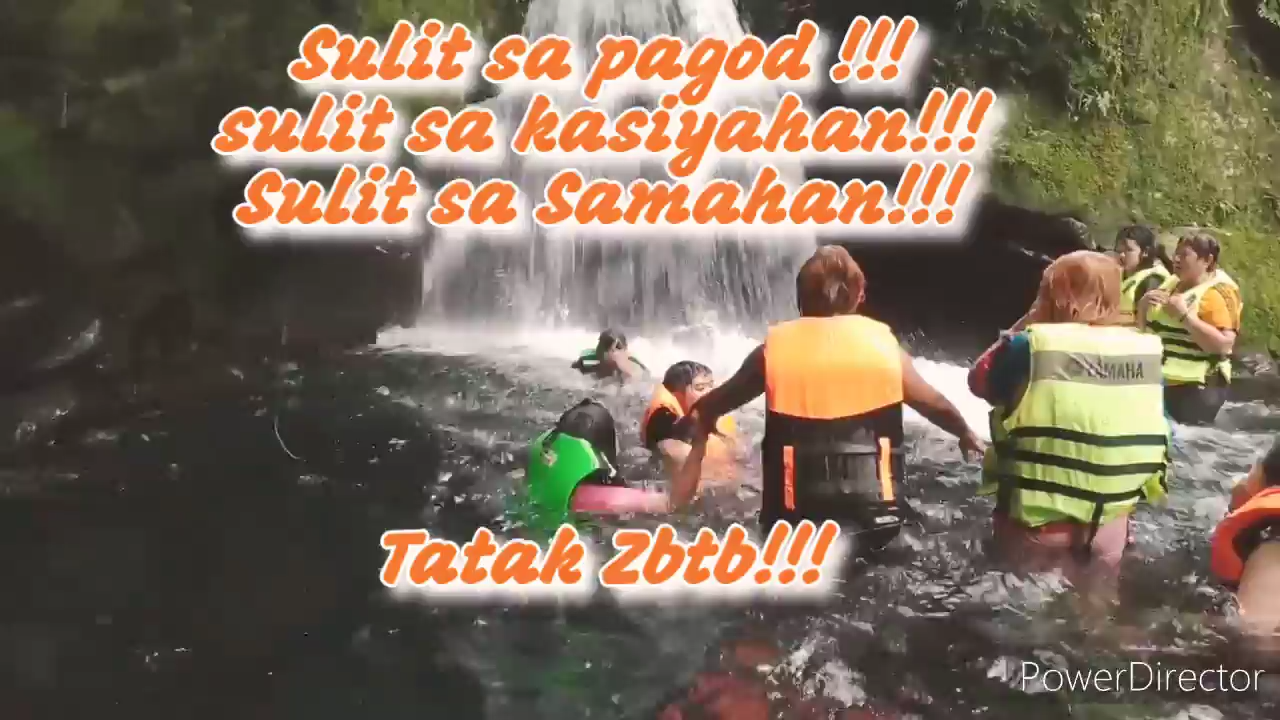 Sulit sa pagod !!!
sulit sa kasiyahan!!!
Sulit sa Samahan!!!
YAMAHA
Tatak Zbtb!!!
PowerDirector